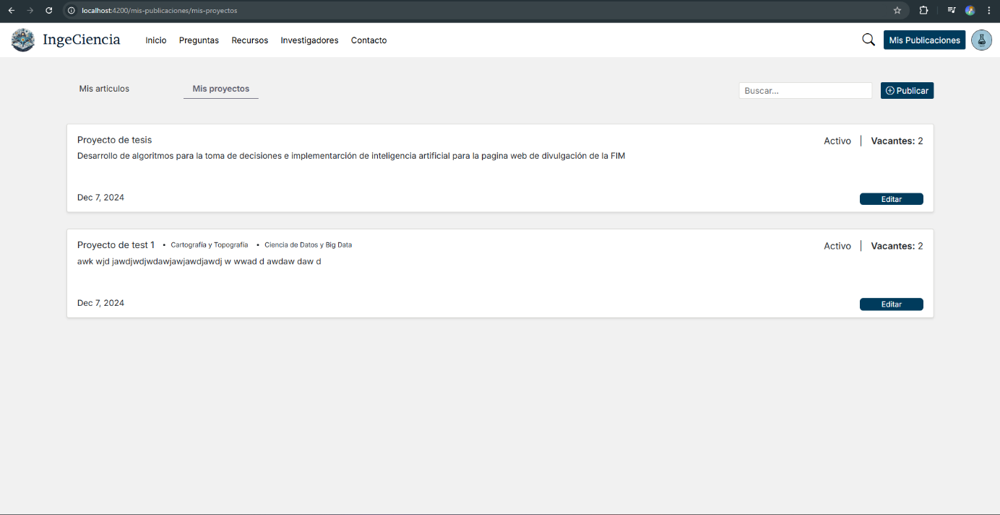 localhost:4200/mis-publicaciones/mis-proyectos
IngeCiencia Inicio Preguntas Recursos Investigadores Contacto Mis Publicaciones
Mis articulos Mis proyectos Buscar... Publicar
Proyecto de tesis Activo | Vacantes: 2
Desarrollo de algoritmos para la toma de decisiones e implementarción de inteligencia artificial para la pagina web de divulgación de la FIM
Dec 7, 2024 Editar
Proyecto de test 1 • Cartografía y Topografía • Ciencia de Datos y Big Data Activo | Vacantes: 2
awk wjd jawdjwdjwdawjawjawdjawdj w wwad d awdaw daw d
Dec 7, 2024 Editar